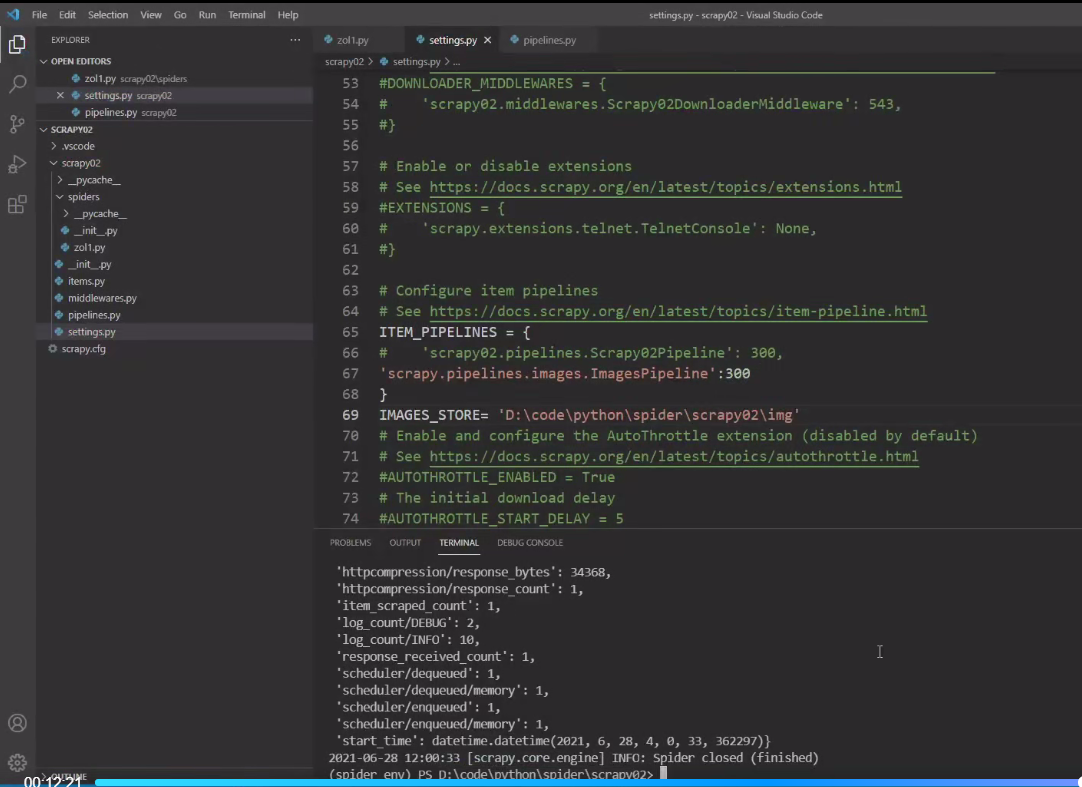 File Edit Selection View Go Run Terminal Help
settings.py - scrapy02 - Visual Studio Code
EXPLORER
···
OPEN EDITORS
zol1.py scrapy02\spiders
settings.py scrapy02
pipelines.py scrapy02
SCRAPY02
.vscode
scrapy02
__pycache__
spiders
__pycache__
__init__.py
zol1.py
__init__.py
items.py
middlewares.py
pipelines.py
settings.py
scrapy.cfg
OUTLINE
zol1.py settings.py pipelines.py
scrapy02 > settings.py > ...
53 #DOWNLOADER_MIDDLEWARES = {
54 #    'scrapy02.middlewares.Scrapy02DownloaderMiddleware': 543,
55 #}
56
57 # Enable or disable extensions
58 # See https://docs.scrapy.org/en/latest/topics/extensions.html
59 #EXTENSIONS = {
60 #    'scrapy.extensions.telnet.TelnetConsole': None,
61 #}
62
63 # Configure item pipelines
64 # See https://docs.scrapy.org/en/latest/topics/item-pipeline.html
65 ITEM_PIPELINES = {
66 #    'scrapy02.pipelines.Scrapy02Pipeline': 300,
67 'scrapy.pipelines.images.ImagesPipeline':300
68 }
69 IMAGES_STORE= 'D:\code\python\spider\scrapy02\img'
70 # Enable and configure the AutoThrottle extension (disabled by default)
71 # See https://docs.scrapy.org/en/latest/topics/autothrottle.html
72 #AUTOTHROTTLE_ENABLED = True
73 # The initial download delay
74 #AUTOTHROTTLE_START_DELAY = 5
PROBLEMS OUTPUT TERMINAL DEBUG CONSOLE
'httpcompression/response_bytes': 34368,
'httpcompression/response_count': 1,
'item_scraped_count': 1,
'log_count/DEBUG': 2,
'log_count/INFO': 10,
'response_received_count': 1,
'scheduler/dequeued': 1,
'scheduler/dequeued/memory': 1,
'scheduler/enqueued': 1,
'scheduler/enqueued/memory': 1,
'start_time': datetime.datetime(2021, 6, 28, 4, 0, 33, 362297)}
2021-06-28 12:00:33 [scrapy.core.engine] INFO: Spider closed (finished)
(spider_env) PS D:\code\python\spider\scrapy02>
00:12:21